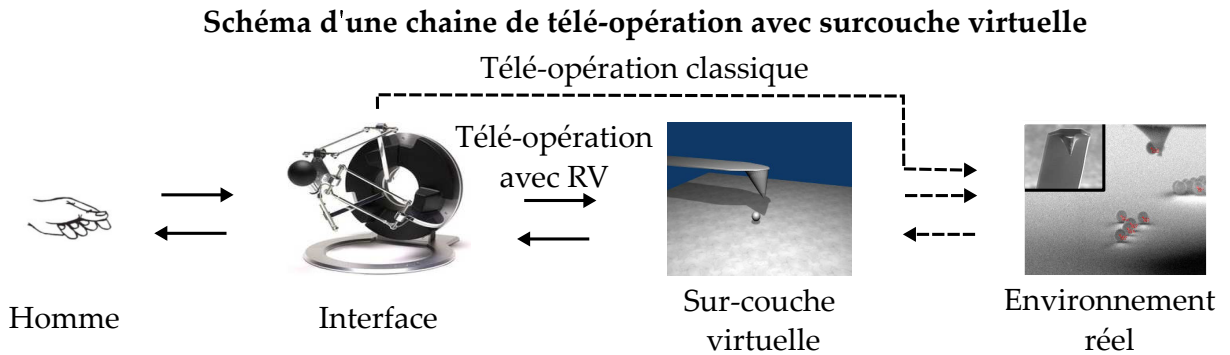 Schéma d'une chaine de télé-opération avec surcouche virtuelle
Télé-opération classique
Télé-opération
avec RV
Homme
Interface
Sur-couche
virtuelle
Environnement
réel